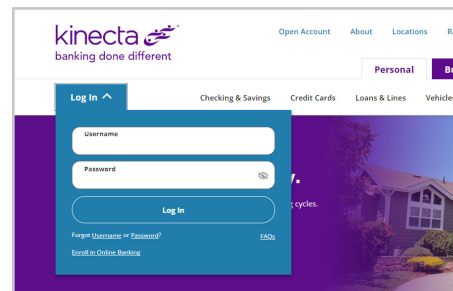 kinecta
banking done different
Open Account About Locations
Personal
Log In
Checking & Savings Credit Cards Loans & Lines Vehicles
Username
Password
Log In
Forgot Username or Password? FAQs
Enroll in Online Banking
y.
g cycles.